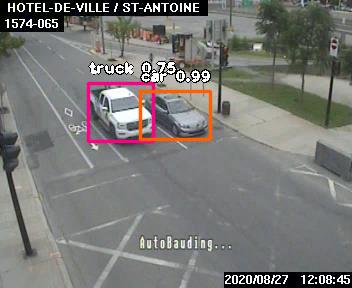 HOTEL-DE-VILLE / ST-ANTOINE
1574-065
truck 0.75
car 0.99
AutoBauding...
2020/08/27 12:08:45